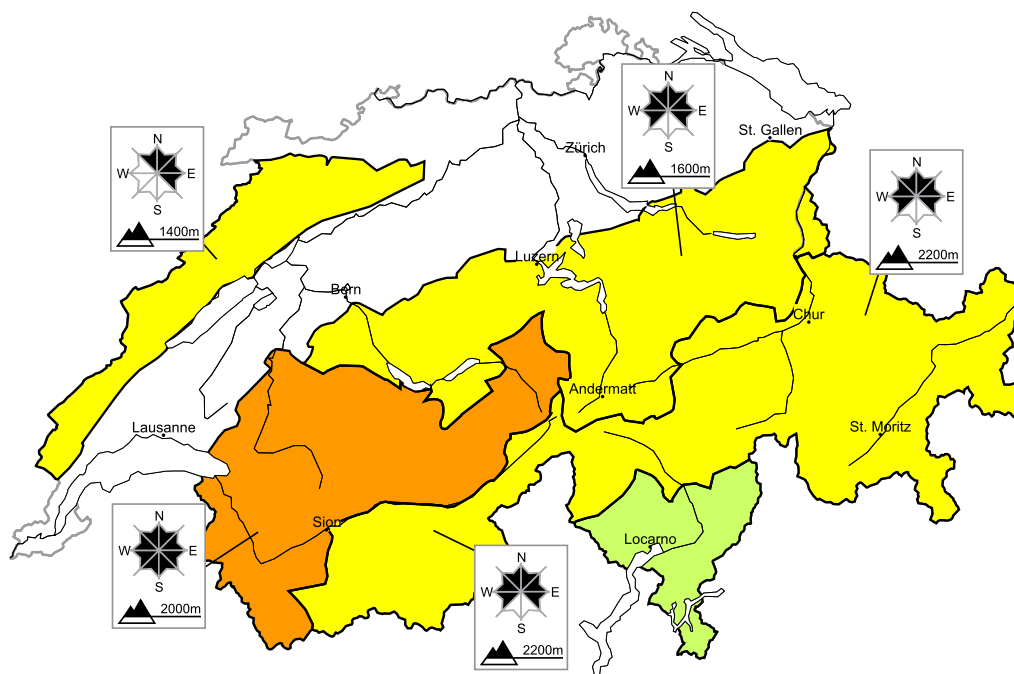 N
W E
S
1600m
St. Gallen
Zürich
N
W E
S
1400m
N
W E
S
2200m
Luzern
Bern
Chur
Andermatt
Lausanne
St. Moritz
Sion
Locarno
N
W E
S
2000m
N
W E
S
2200m